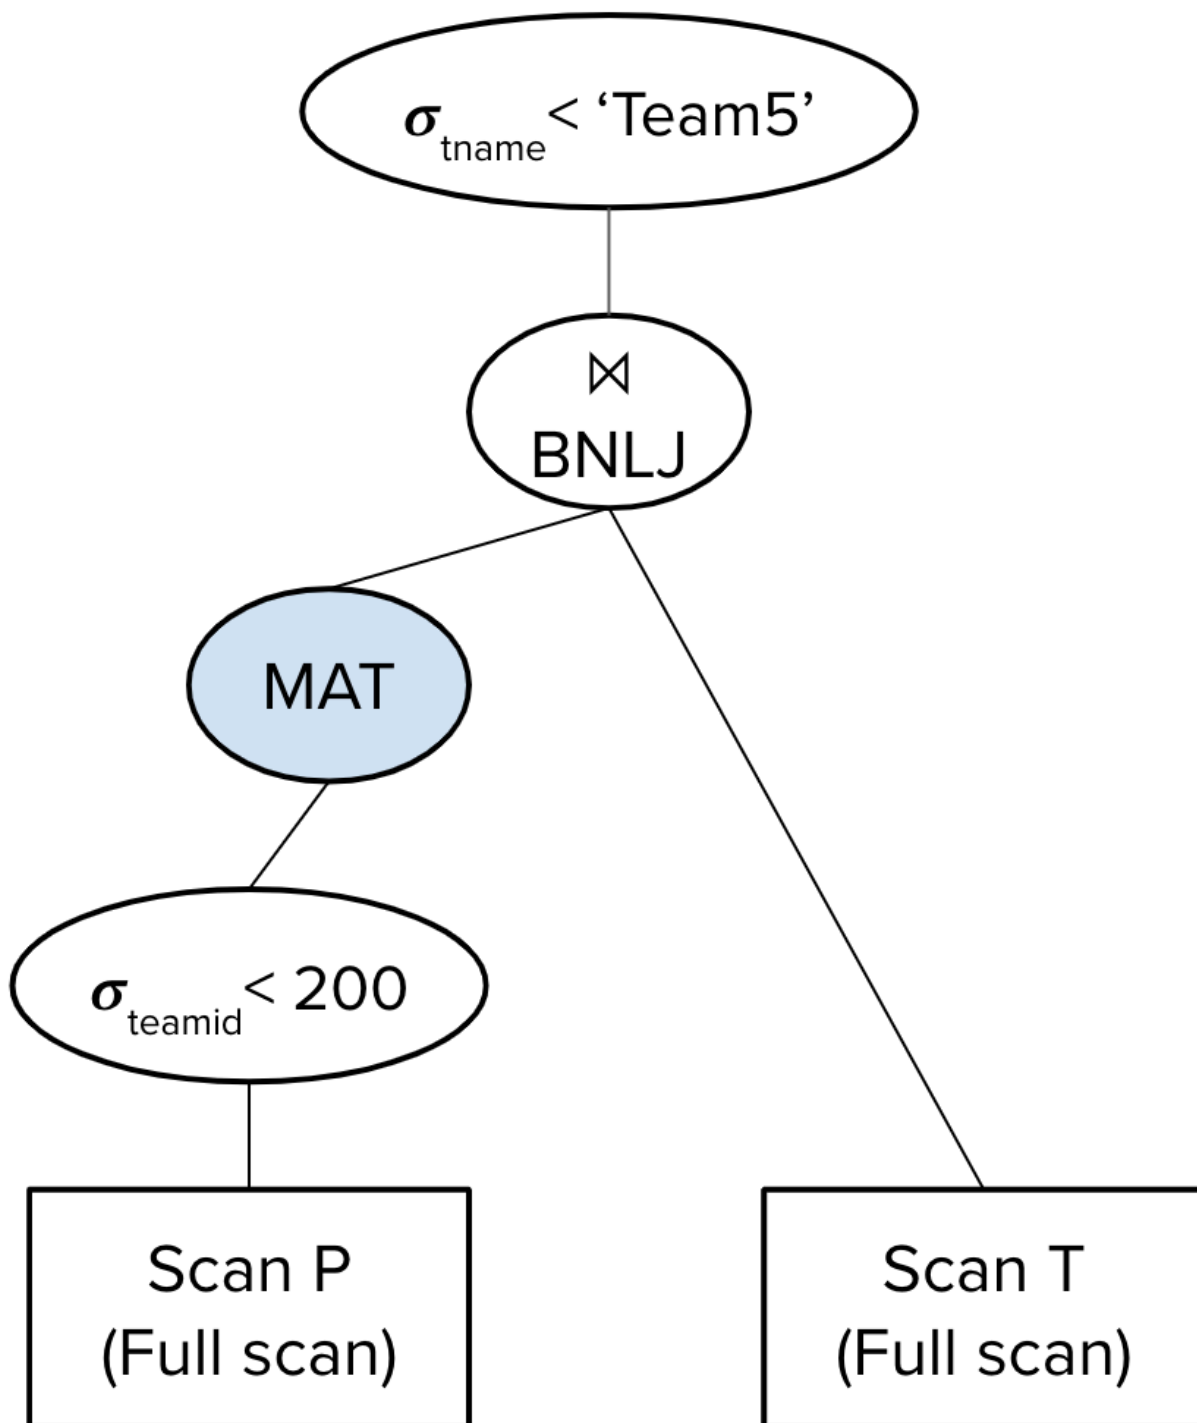 σtname < ‘Team5’
⋈
BNLJ
MAT
σteamid < 200
Scan P
(Full scan)
Scan T
(Full scan)